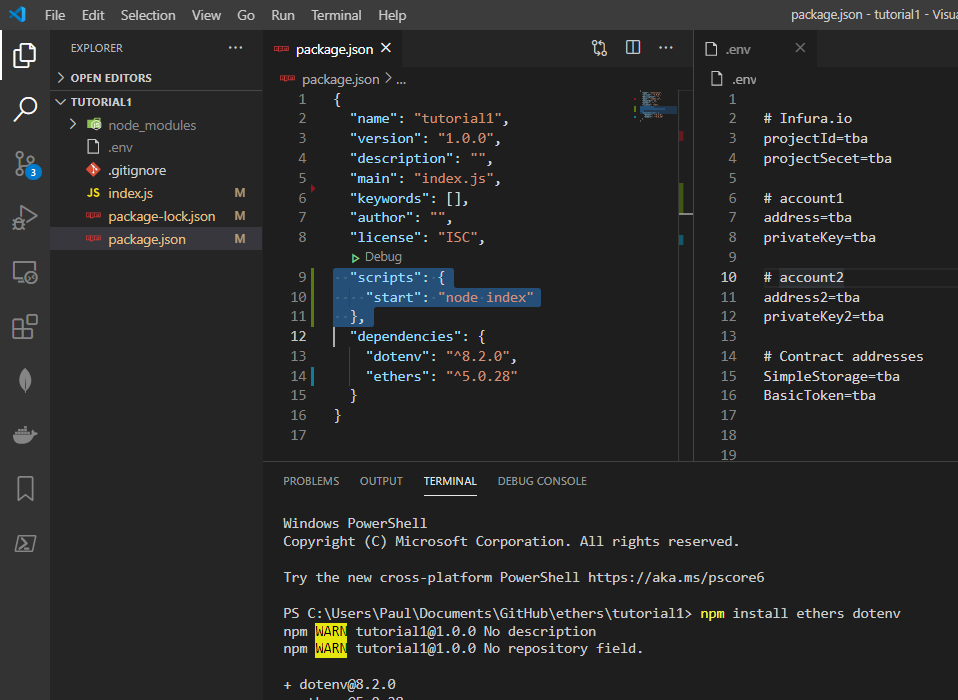 File Edit Selection View Go Run Terminal Help package.json - tutorial1 - Visua
EXPLORER ...
OPEN EDITORS
TUTORIAL1
node_modules
.env
.gitignore
JS index.js M
package-lock.json M
package.json M
3
package.json
package.json > ...
1 {
2 "name": "tutorial1",
3 "version": "1.0.0",
4 "description": "",
5 "main": "index.js",
6 "keywords": [],
7 "author": "",
8 "license": "ISC",
Debug
9 "scripts": {
10 "start": "node index"
11 },
12 "dependencies": {
13 "dotenv": "^8.2.0",
14 "ethers": "^5.0.28"
15 }
16 }
17
.env
.env
1
2 # Infura.io
3 projectId=tba
4 projectSecet=tba
5
6 # account1
7 address=tba
8 privateKey=tba
9
10 # account2
11 address2=tba
12 privateKey2=tba
13
14 # Contract addresses
15 SimpleStorage=tba
16 BasicToken=tba
17
18
19
PROBLEMS OUTPUT TERMINAL DEBUG CONSOLE
Windows PowerShell
Copyright (C) Microsoft Corporation. All rights reserved.
Try the new cross-platform PowerShell https://aka.ms/pscore6
PS C:\Users\Paul\Documents\GitHub\ethers\tutorial1> npm install ethers dotenv
npm WARN tutorial1@1.0.0 No description
npm WARN tutorial1@1.0.0 No repository field.
+ dotenv@8.2.0